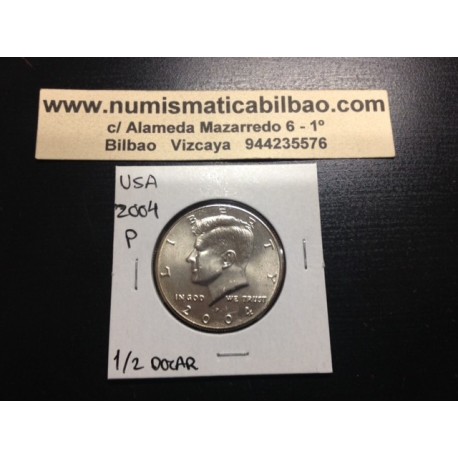 www.numismaticabilbao.com
c/ Alameda Mazarredo 6 - 1º
Bilbao Vizcaya 944235576
USA
2004
P
LIBERTY
IN GOD WE TRUST
2004
1/2 DOLAR